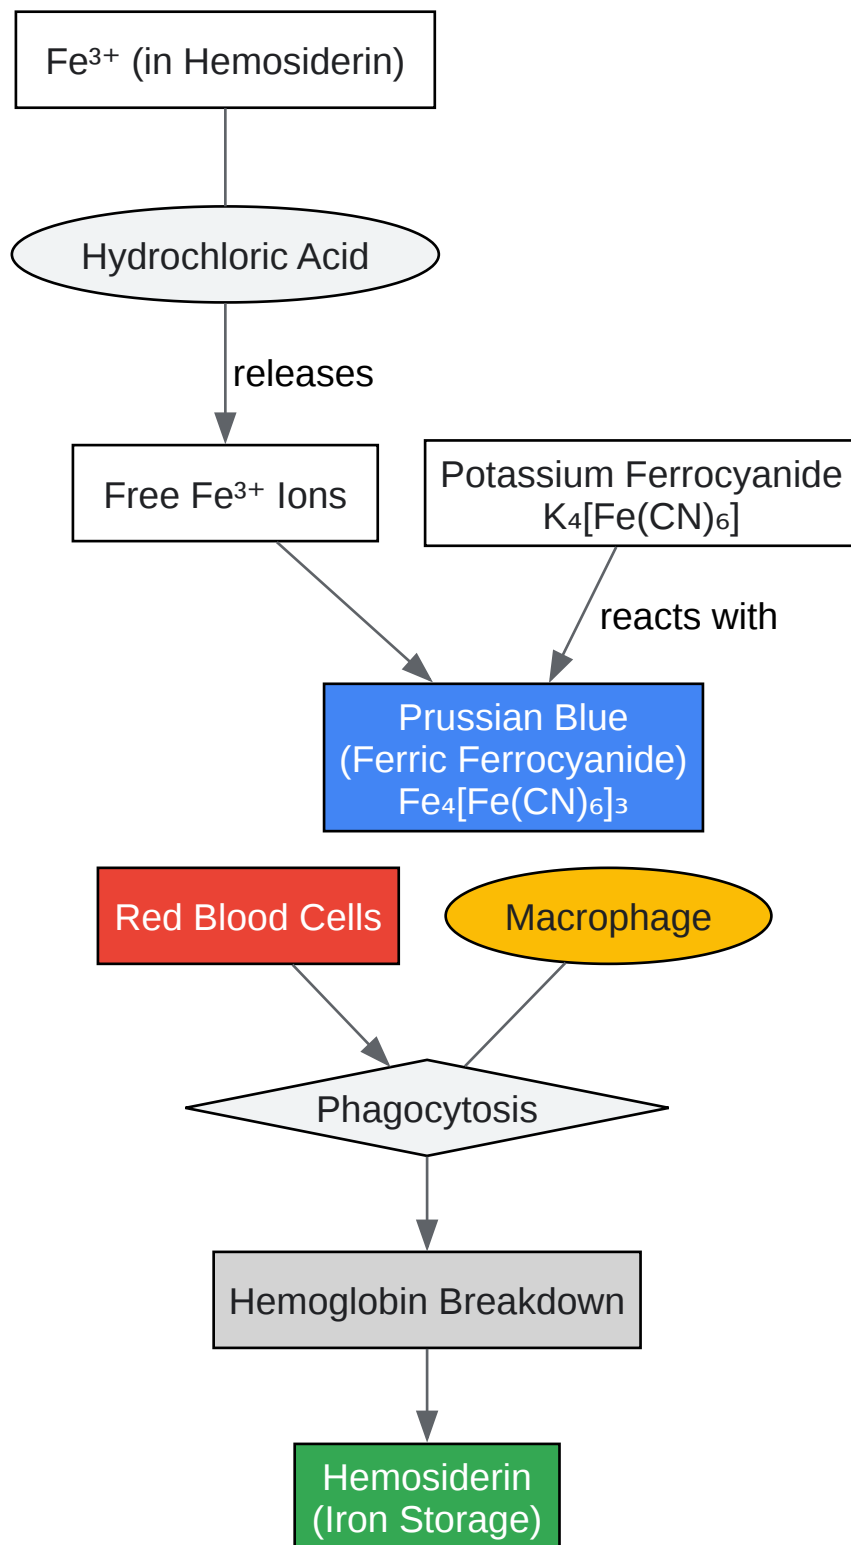 Fe³⁺ (in Hemosiderin)
Hydrochloric Acid
releases
Free Fe³⁺ Ions
Potassium Ferrocyanide
K₄[Fe(CN)₆]
reacts with
Prussian Blue
(Ferric Ferrocyanide)
Fe₄[Fe(CN)₆]₃
Red Blood Cells
Macrophage
Phagocytosis
Hemoglobin Breakdown
Hemosiderin
(Iron Storage)